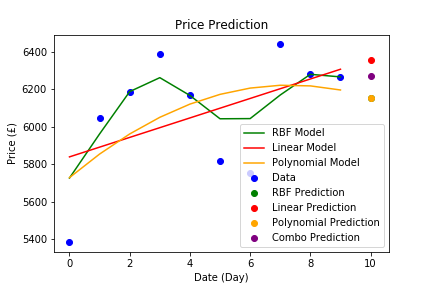 Price Prediction
Price (£)
6400
6200
6000
5800
5600
5400
RBF Model
Linear Model
Polynomial Model
Data
RBF Prediction
Linear Prediction
Polynomial Prediction
Combo Prediction
0 2 4 6 8 10
Date (Day)